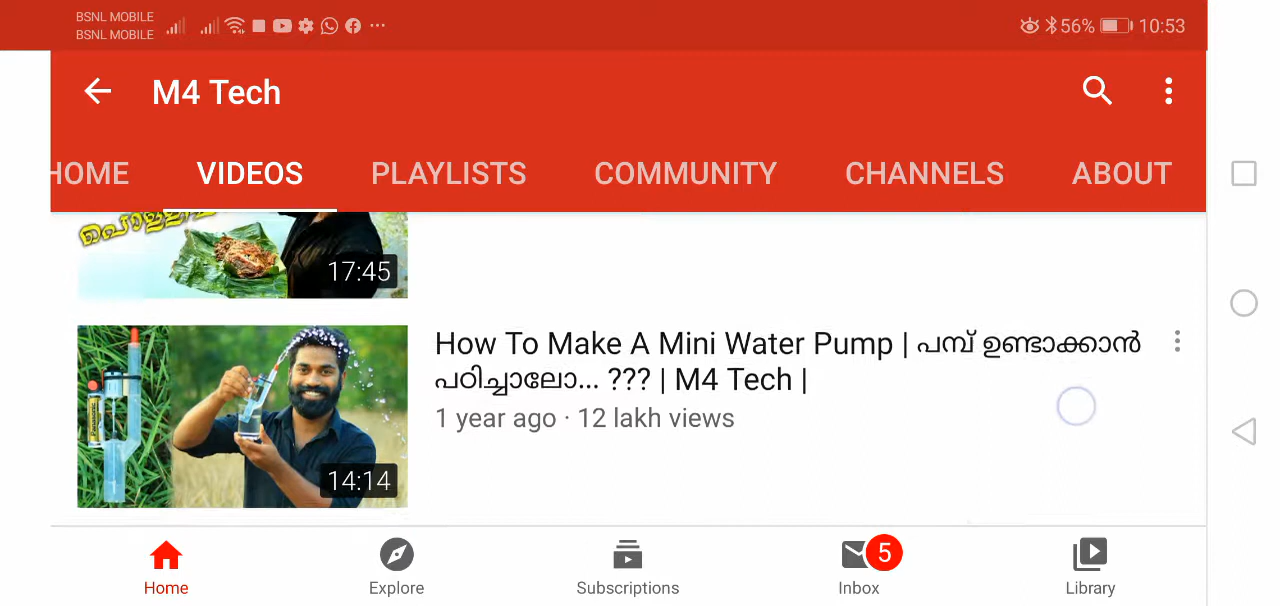 BSNL MOBILE
BSNL MOBILE
56%
10:53
M4 Tech
HOME VIDEOS PLAYLISTS COMMUNITY CHANNELS ABOUT
17:45
How To Make A Mini Water Pump | പമ്പ് ഉണ്ടാക്കാൻ
പഠിച്ചാലോ... ??? | M4 Tech |
1 year ago · 12 lakh views
14:14
Home Explore Subscriptions Inbox 5 Library